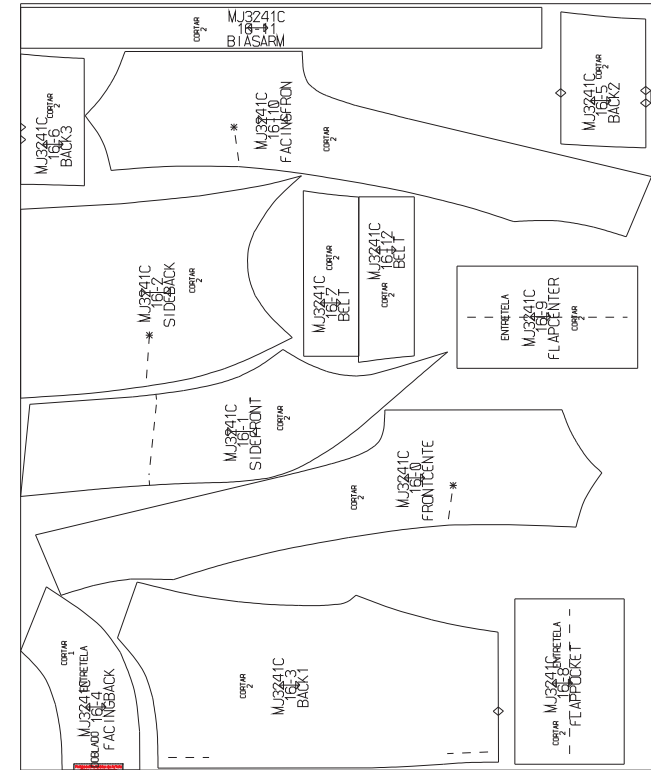 MJ3241C
16-11
BIASARM
CORTAR
2
MJ3241C
16-6
BACK3
CORTAR
2
MJ3241C
16-10
FACINGFRON
CORTAR
2
MJ3241C
16-5
BACK2
CORTAR
2
MJ3241C
16-2
SIDEBACK
CORTAR
2
MJ3241C
16-7
BELT
CORTAR
2
MJ3241C
16-12
BELT
CORTAR
2
ENTRETELA
MJ3241C
16-9
FLAPCENTER
CORTAR
2
MJ3241C
16-1
SIDEFRONT
CORTAR
2
CORTAR
2
MJ3241C
16-0
FRONTCENTE
CORTAR
1
ENTRETELA
DOBLADO
MJ3241C
16-4
FACINGBACK
CORTAR
2
MJ3241C
16-3
BACK1
CORTAR
2
MJ3241C
16-8
ENTRETELA
FLAPPOCKET